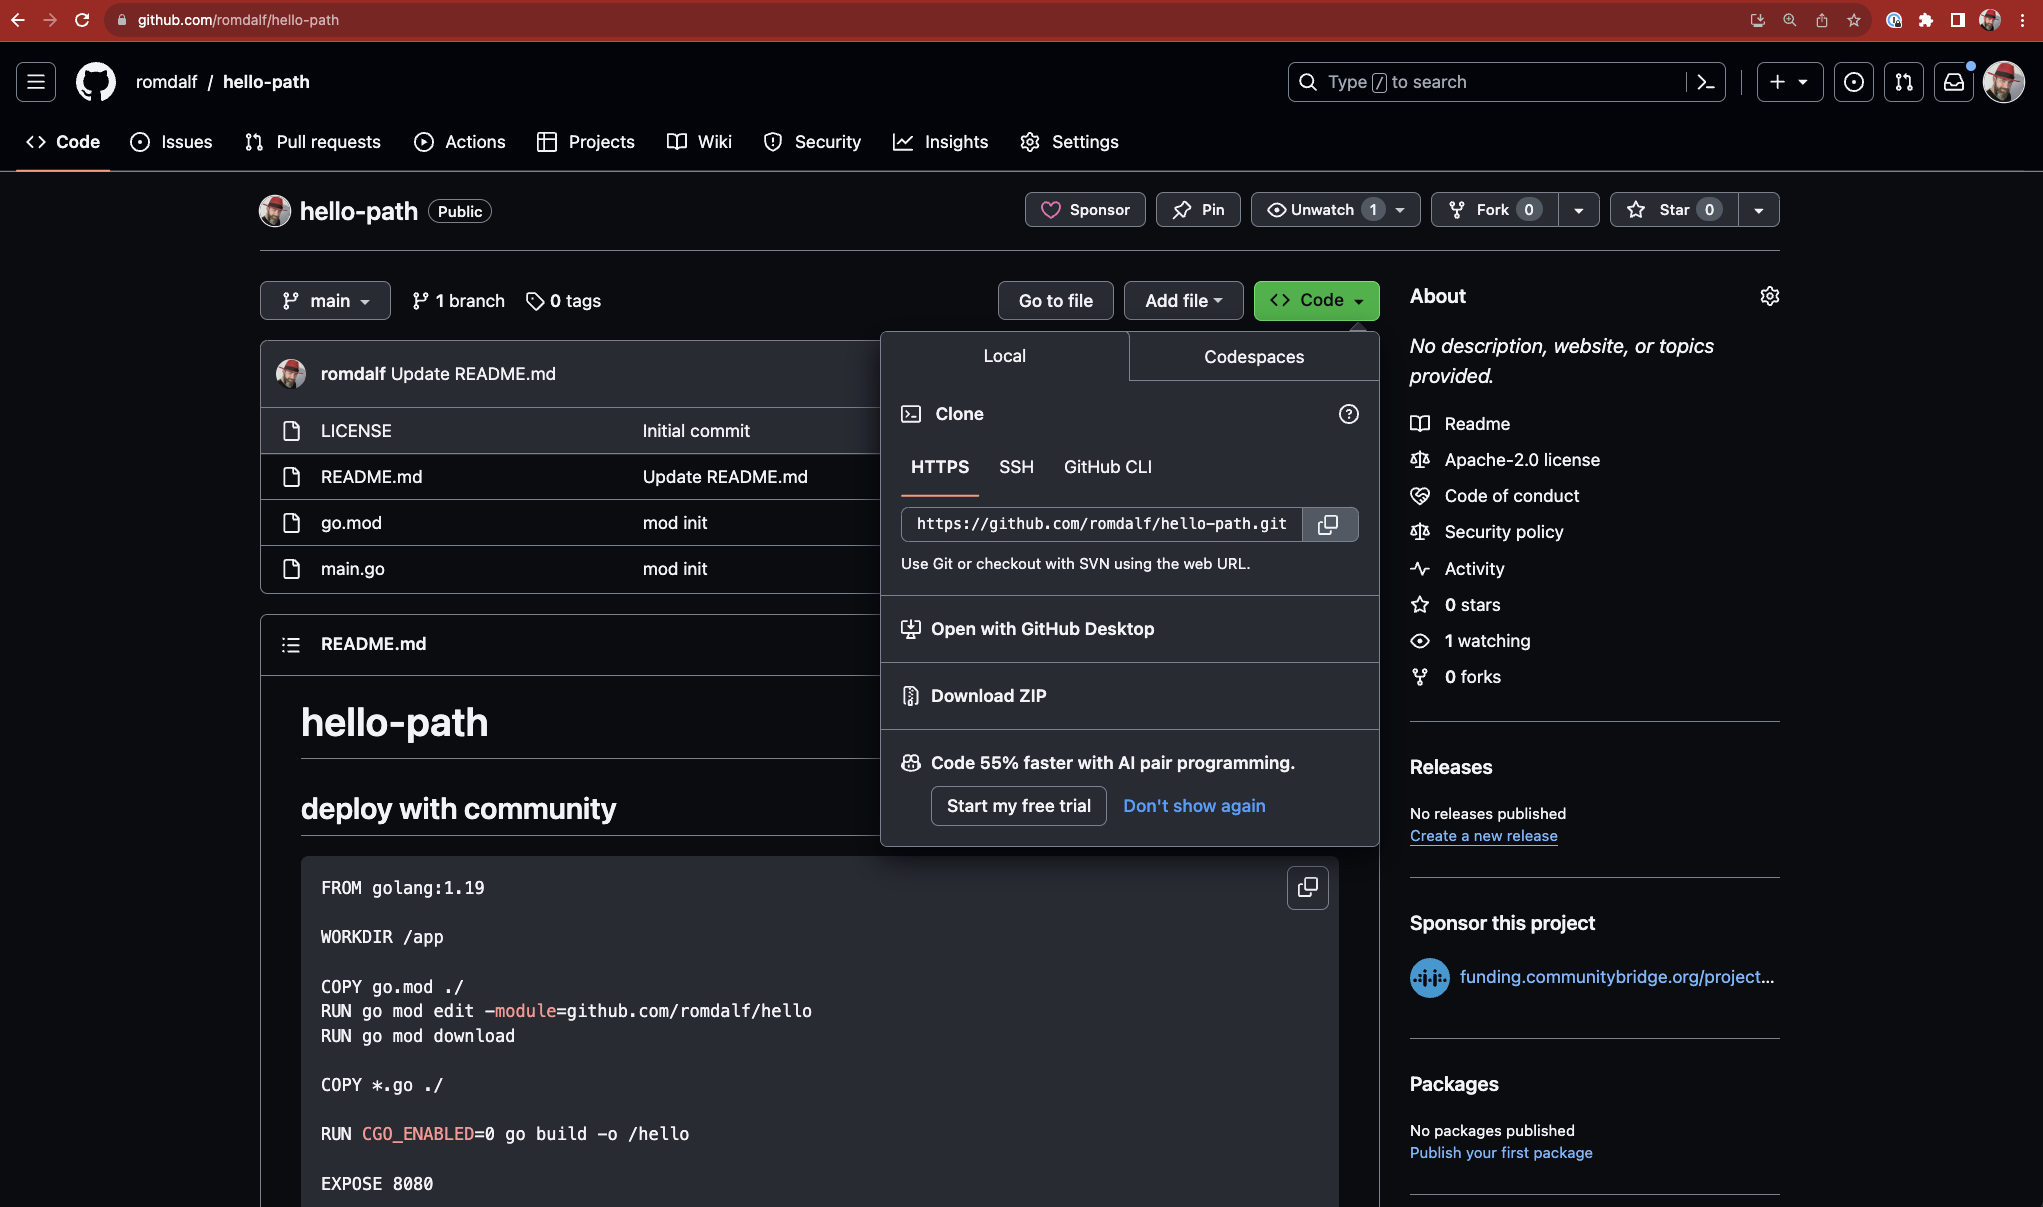 github.com/romdalf/hello-path
romdalf / hello-path
Type / to search
Code Issues Pull requests Actions Projects Wiki Security Insights Settings
hello-path Public
Sponsor Pin Unwatch 1 Fork 0 Star 0
main 1 branch 0 tags
Go to file Add file Code
romdalf Update README.md
LICENSE Initial commit
README.md Update README.md
go.mod mod init
main.go mod init
Local Codespaces
Clone
HTTPS SSH GitHub CLI
https://github.com/romdalf/hello-path.git
Use Git or checkout with SVN using the web URL.
Open with GitHub Desktop
Download ZIP
Code 55% faster with AI pair programming.
Start my free trial Don't show again
README.md
hello-path
deploy with community
FROM golang:1.19
WORKDIR /app
COPY go.mod ./
RUN go mod edit -module=github.com/romdalf/hello
RUN go mod download
COPY *.go ./
RUN CGO_ENABLED=0 go build -o /hello
EXPOSE 8080
About
No description, website, or topics
provided.
Readme
Apache-2.0 license
Code of conduct
Security policy
Activity
0 stars
1 watching
0 forks
Releases
No releases published
Create a new release
Sponsor this project
funding.communitybridge.org/project...
Packages
No packages published
Publish your first package